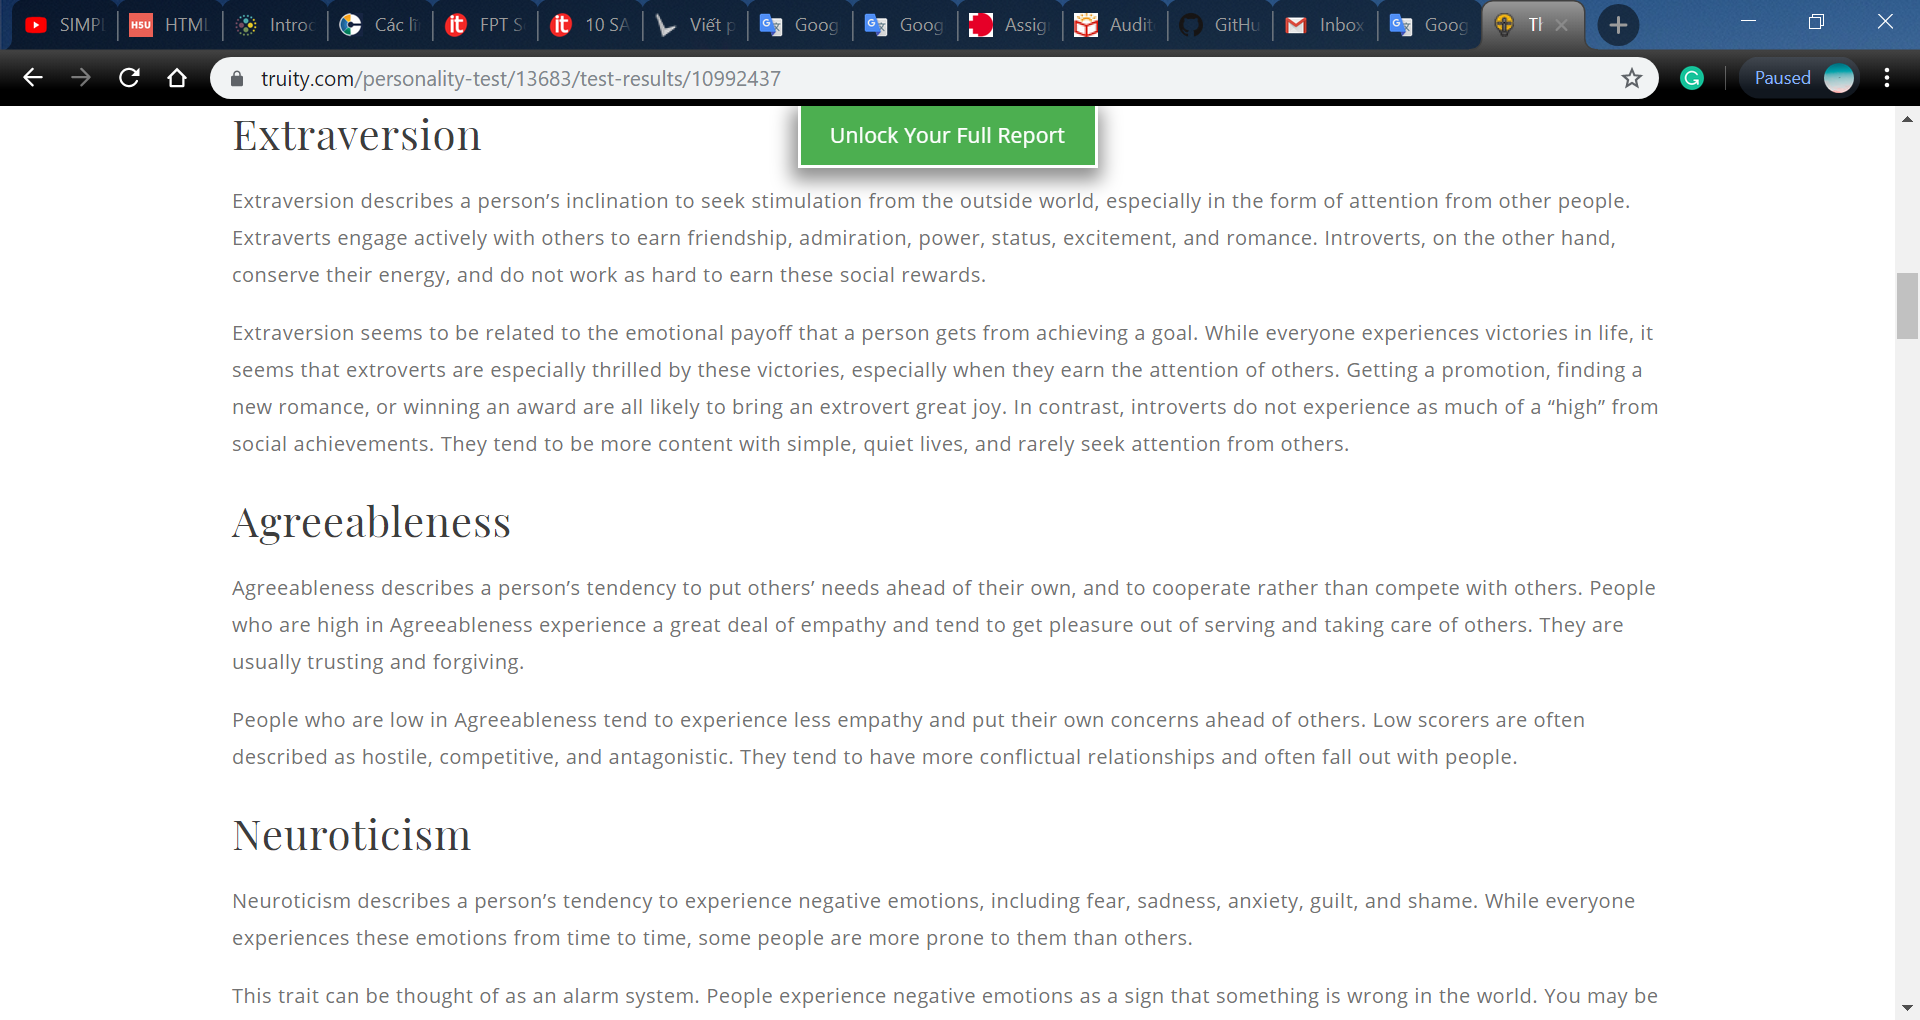 SIMPL HTML Introd Các lĩ FPT S 10 SA Viết p Goog Goog Assig Audit GitHu Inbox Goog Th
truity.com/personality-test/13683/test-results/10992437 Paused
Unlock Your Full Report
Extraversion
Extraversion describes a person’s inclination to seek stimulation from the outside world, especially in the form of attention from other people.
Extraverts engage actively with others to earn friendship, admiration, power, status, excitement, and romance. Introverts, on the other hand,
conserve their energy, and do not work as hard to earn these social rewards.
Extraversion seems to be related to the emotional payoff that a person gets from achieving a goal. While everyone experiences victories in life, it
seems that extroverts are especially thrilled by these victories, especially when they earn the attention of others. Getting a promotion, finding a
new romance, or winning an award are all likely to bring an extrovert great joy. In contrast, introverts do not experience as much of a “high” from
social achievements. They tend to be more content with simple, quiet lives, and rarely seek attention from others.
Agreeableness
Agreeableness describes a person’s tendency to put others’ needs ahead of their own, and to cooperate rather than compete with others. People
who are high in Agreeableness experience a great deal of empathy and tend to get pleasure out of serving and taking care of others. They are
usually trusting and forgiving.
People who are low in Agreeableness tend to experience less empathy and put their own concerns ahead of others. Low scorers are often
described as hostile, competitive, and antagonistic. They tend to have more conflictual relationships and often fall out with people.
Neuroticism
Neuroticism describes a person’s tendency to experience negative emotions, including fear, sadness, anxiety, guilt, and shame. While everyone
experiences these emotions from time to time, some people are more prone to them than others.
This trait can be thought of as an alarm system. People experience negative emotions as a sign that something is wrong in the world. You may be